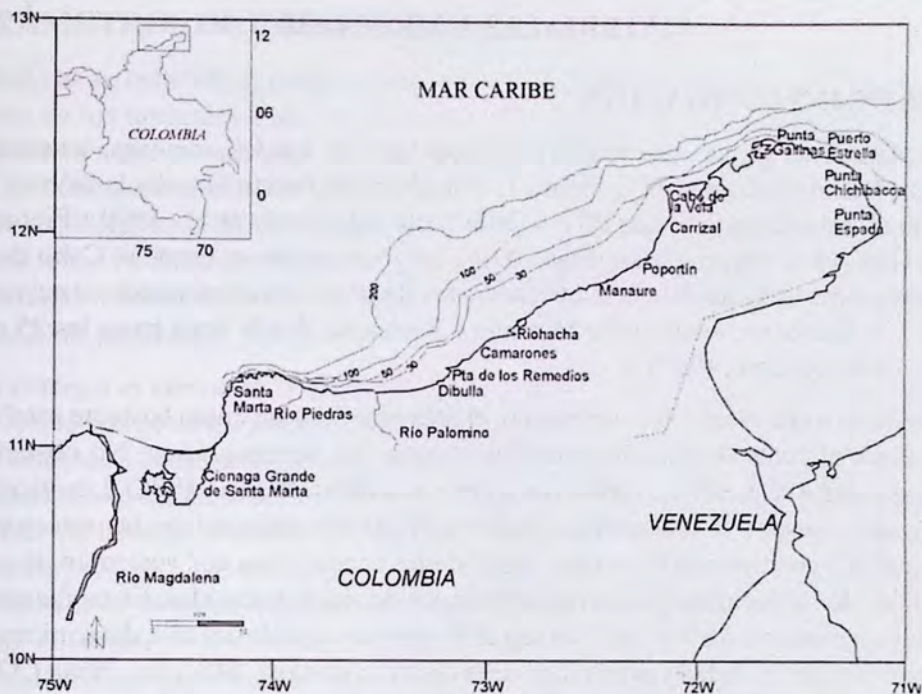 13N
12
MAR CARIBE
06
COLOMBIA
Punta
Gallinas
Puerto
Estrella
Punta
Chichibacoa
0
Cabo de
la Vela
12N
75
70
Carrizal
Punta
Espada
200
100
50
Poportin
Manaure
Riohacha
Camarones
100
50
Santa
Marta
Pta de los Remedios
Dibulla
Río Piedras
Río Palomino
11N
Cienaga Grande
de Santa Marta
VENEZUELA
Río Magdalena
COLOMBIA
10N
75W
74W
73W
72W
71W